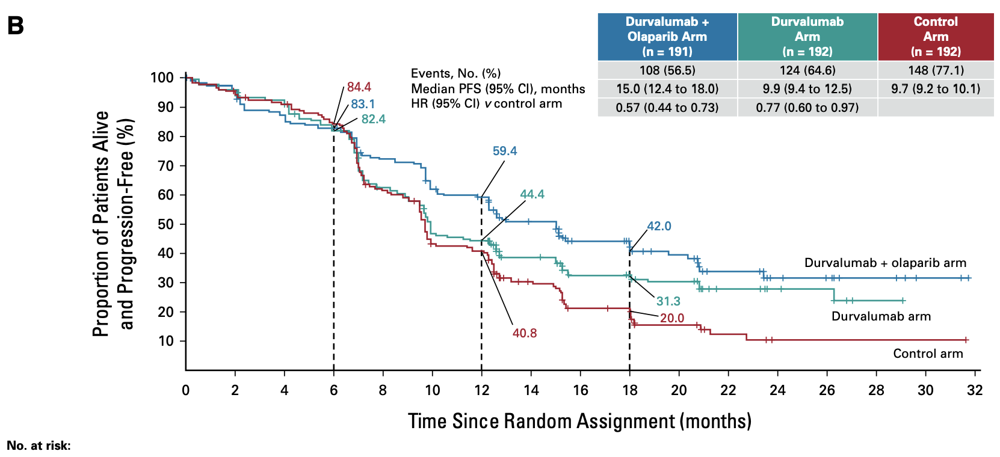 B
Durvalumab +
Olaparib Arm
(n = 191)
Durvalumab
Arm
(n = 192)
Control
Arm
(n = 192)
Events, No. (%)
108 (56.5)
124 (64.6)
148 (77.1)
Median PFS (95% CI), months
15.0 (12.4 to 18.0)
9.9 (9.4 to 12.5)
9.7 (9.2 to 10.1)
HR (95% CI) v control arm
0.57 (0.44 to 0.73)
0.77 (0.60 to 0.97)
Proportion of Patients Alive
and Progression-Free (%)
100
90
80
70
60
50
40
30
20
10
84.4
83.1
82.4
59.4
44.4
40.8
42.0
31.3
20.0
Durvalumab + olaparib arm
Durvalumab arm
Control arm
0 2 4 6 8 10 12 14 16 18 20 22 24 26 28 30 32
Time Since Random Assignment (months)
No. at risk: